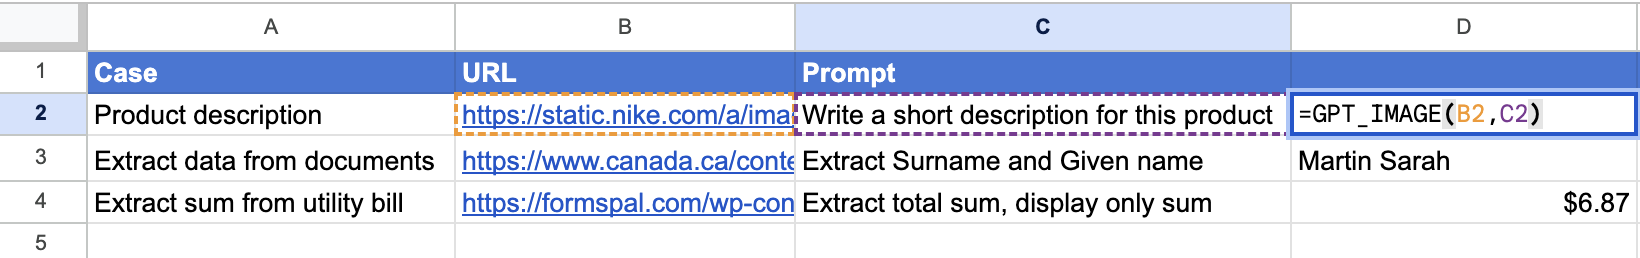 A B C D
1 Case URL Prompt
2 Product description https://static.nike.com/a/ima Write a short description for this product =GPT_IMAGE(B2,C2)
3 Extract data from documents https://www.canada.ca/conte Extract Surname and Given name Martin Sarah
4 Extract sum from utility bill https://formspal.com/wp-con Extract total sum, display only sum $6.87
5